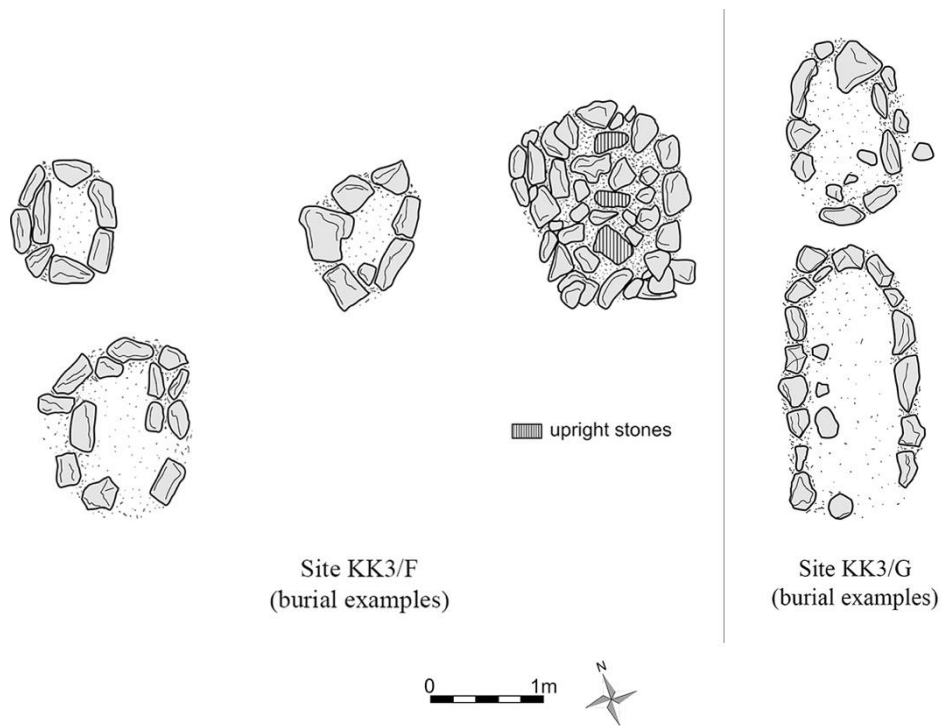 upright stones
Site KK3/F
(burial examples)
Site KK3/G
(burial examples)
0 1m
N